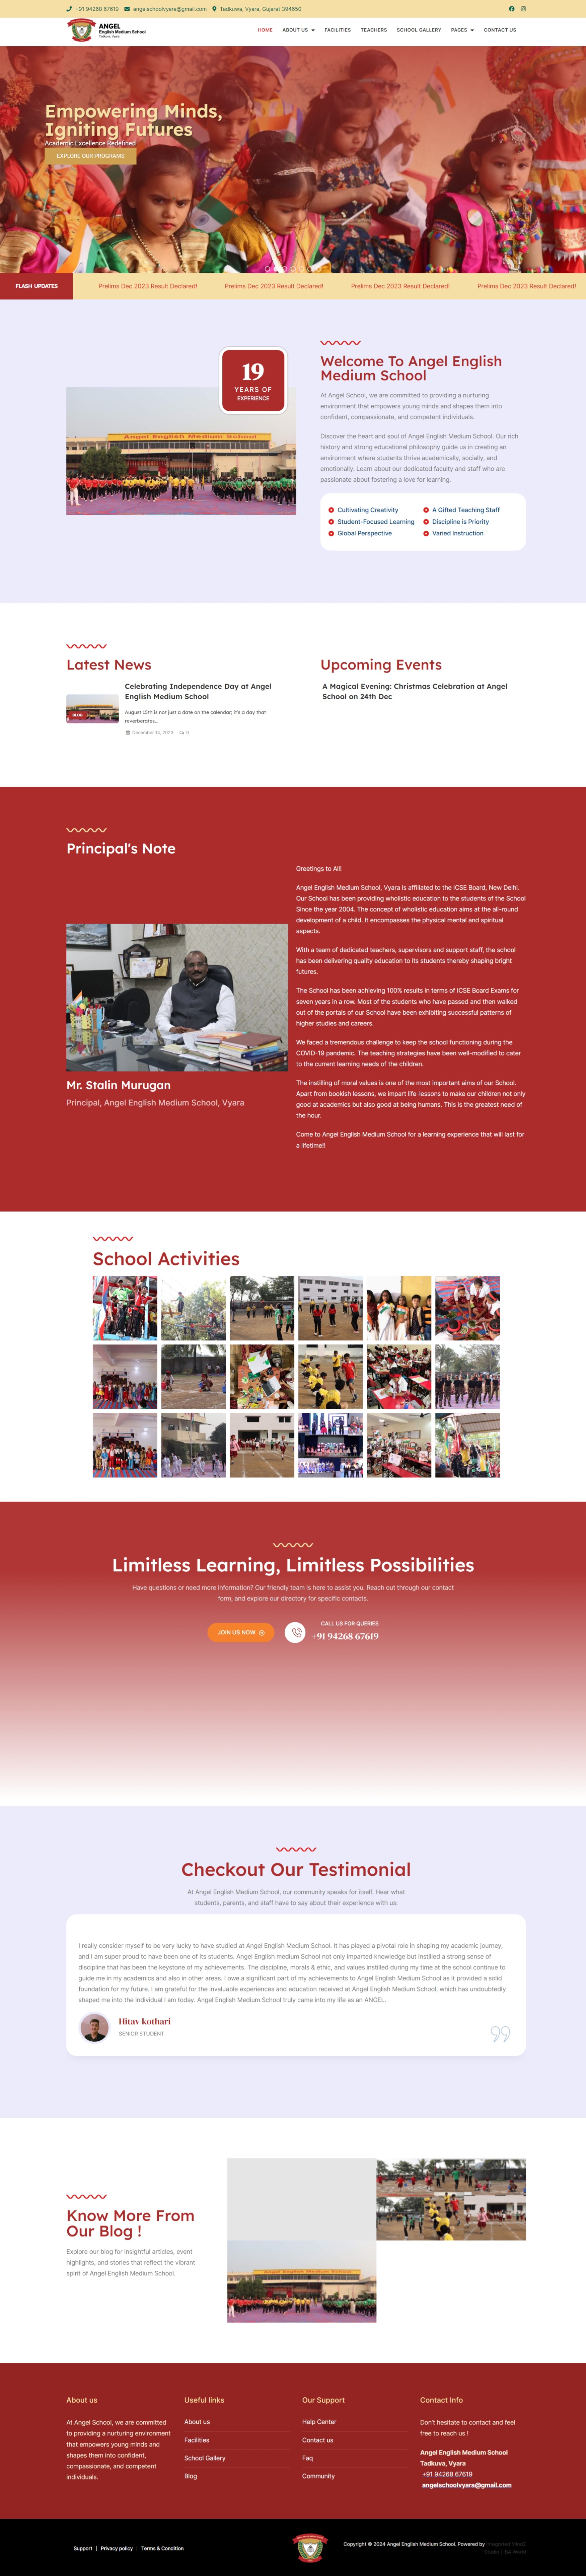 +91 94268 67619 angelschoolvyara@gmail.com Tadkuwa, Vyara, Gujarat 394650
ANGEL
English Medium School
Tadkuwa, Vyara
HOME ABOUT US FACILITIES TEACHERS SCHOOL GALLERY PAGES CONTACT US
Empowering Minds,
Igniting Futures
Academic Excellence Redefined
EXPLORE OUR PROGRAMS
FLASH UPDATES
Prelims Dec 2023 Result Declared! Prelims Dec 2023 Result Declared! Prelims Dec 2023 Result Declared! Prelims Dec 2023 Result Declared!
19
YEARS OF
EXPERIENCE
Angel English Medium School
Welcome To Angel English
Medium School
At Angel School, we are committed to providing a nurturing
environment that empowers young minds and shapes them into
confident, compassionate, and competent individuals.
Discover the heart and soul of Angel English Medium School. Our rich
history and strong educational philosophy guide us in creating an
environment where students thrive academically, socially, and
emotionally. Learn about our dedicated faculty and staff who are
passionate about fostering a love for learning.
Cultivating Creativity
Student-Focused Learning
Global Perspective
A Gifted Teaching Staff
Discipline is Priority
Varied Instruction
Latest News
BLOG
Celebrating Independence Day at Angel
English Medium School
August 15th is not just a date on the calendar; it's a day that
reverberates...
December 14, 2023 0
Upcoming Events
A Magical Evening: Christmas Celebration at Angel
School on 24th Dec
Principal's Note
Mr. Stalin Murugan
Principal, Angel English Medium School, Vyara
Greetings to All!
Angel English Medium School, Vyara is affiliated to the ICSE Board, New Delhi.
Our School has been providing wholistic education to the students of the School
Since the year 2004. The concept of wholistic education aims at the all-round
development of a child. It encompasses the physical mental and spiritual
aspects.
With a team of dedicated teachers, supervisors and support staff, the school
has been delivering quality education to its students thereby shaping bright
futures.
The School has been achieving 100% results in terms of ICSE Board Exams for
seven years in a row. Most of the students who have passed and then walked
out of the portals of our School have been exhibiting successful patterns of
higher studies and careers.
We faced a tremendous challenge to keep the school functioning during the
COVID-19 pandemic. The teaching strategies have been well-modified to cater
to the current learning needs of the children.
The instilling of moral values is one of the most important aims of our School.
Apart from bookish lessons, we impart life-lessons to make our children not only
good at academics but also good at being humans. This is the greatest need of
the hour.
Come to Angel English Medium School for a learning experience that will last for
a lifetime!!
School Activities
Limitless Learning, Limitless Possibilities
Have questions or need more information? Our friendly team is here to assist you. Reach out through our contact
form, and explore our directory for specific contacts.
JOIN US NOW
CALL US FOR QUERIES
+91 94268 67619
Checkout Our Testimonial
At Angel English Medium School, our community speaks for itself. Hear what
students, parents, and staff have to say about their experience with us:
I really consider myself to be very lucky to have studied at Angel English Medium School. It has played a pivotal role in shaping my academic journey,
and I am super proud to have been one of its students. Angel English medium School not only imparted knowledge but instilled a strong sense of
discipline that has been the keystone of my achievements. The discipline, morals & ethic, and values instilled during my time at the school continue to
guide me in my academics and also in other areas. I owe a significant part of my achievements to Angel English Medium School as it provided a solid
foundation for my future. I am grateful for the invaluable experiences and education received at Angel English Medium School, which has undoubtedly
shaped me into the individual I am today. Angel English Medium School truly came into my life as an ANGEL.
Hitav kothari
SENIOR STUDENT
Know More From
Our Blog !
Explore our blog for insightful articles, event
highlights, and stories that reflect the vibrant
spirit of Angel English Medium School.
Angel English Medium School
About us
At Angel School, we are committed
to providing a nurturing environment
that empowers young minds and
shapes them into confident,
compassionate, and competent
individuals.
Useful links
About us
Facilities
School Gallery
Blog
Our Support
Help Center
Contact us
Faq
Community
Contact Info
Don't hesitate to contact and feel
free to reach us !
Angel English Medium School
Tadkuwa, Vyara
+91 94268 67619
angelschoolvyara@gmail.com
Support | Privacy policy | Terms & Condition
Copyright © 2024 Angel English Medium School. Powered by